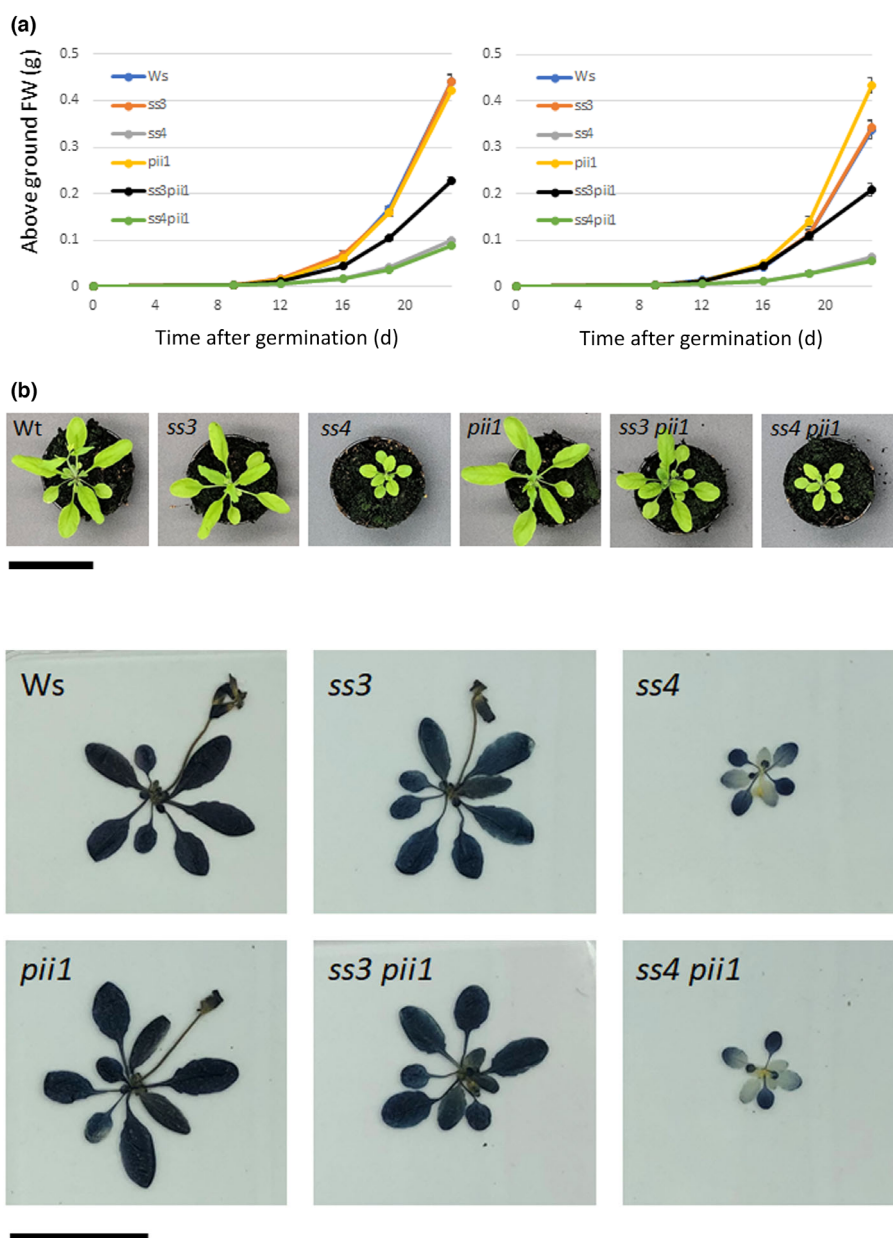 (a)
Above ground FW (g)
0.5
0.4
0.3
0.2
0.1
0
Ws
ss3
ss4
pii1
ss3pii1
ss4pii1
0 4 8 12 16 20
Time after germination (d)
0.5
0.4
0.3
0.2
0.1
0
Ws
ss3
ss4
pii1
ss3pii1
ss4pii1
0 4 8 12 16 20
Time after germination (d)
(b)
Wt ss3 ss4 pii1 ss3 pii1 ss4 pii1
Ws ss3 ss4
pii1 ss3 pii1 ss4 pii1